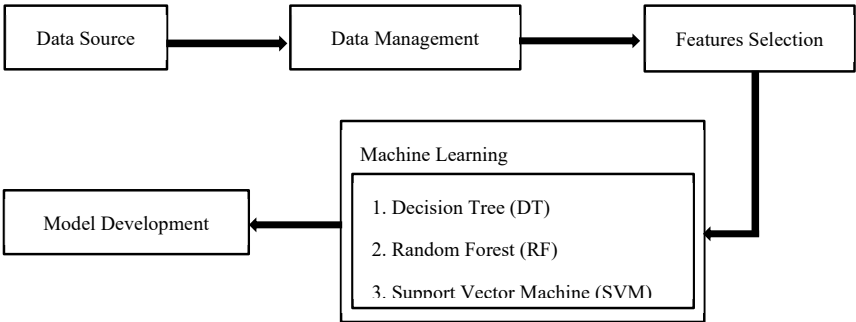 Data Source
Data Management
Features Selection
Machine Learning
1. Decision Tree (DT)
2. Random Forest (RF)
3. Support Vector Machine (SVM)
Model Development